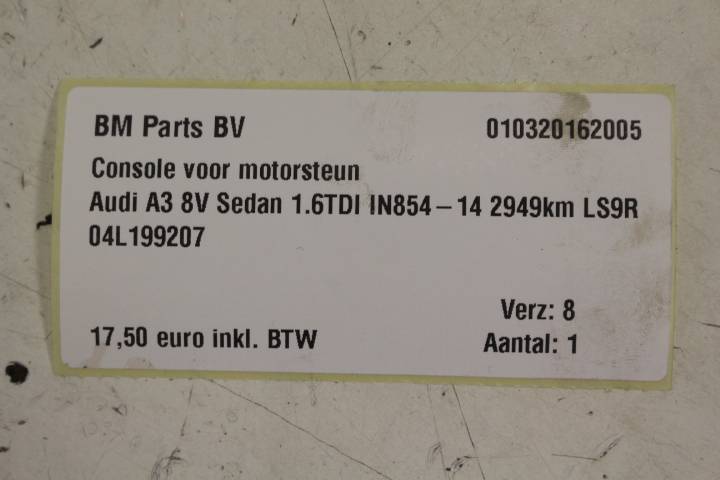 BM Parts BV 010320162005
Console voor motorsteun
Audi A3 8V Sedan 1.6TDI IN854-14 2949km LS9R
04L199207
Verz: 8
17,50 euro inkl. BTW Aantal: 1